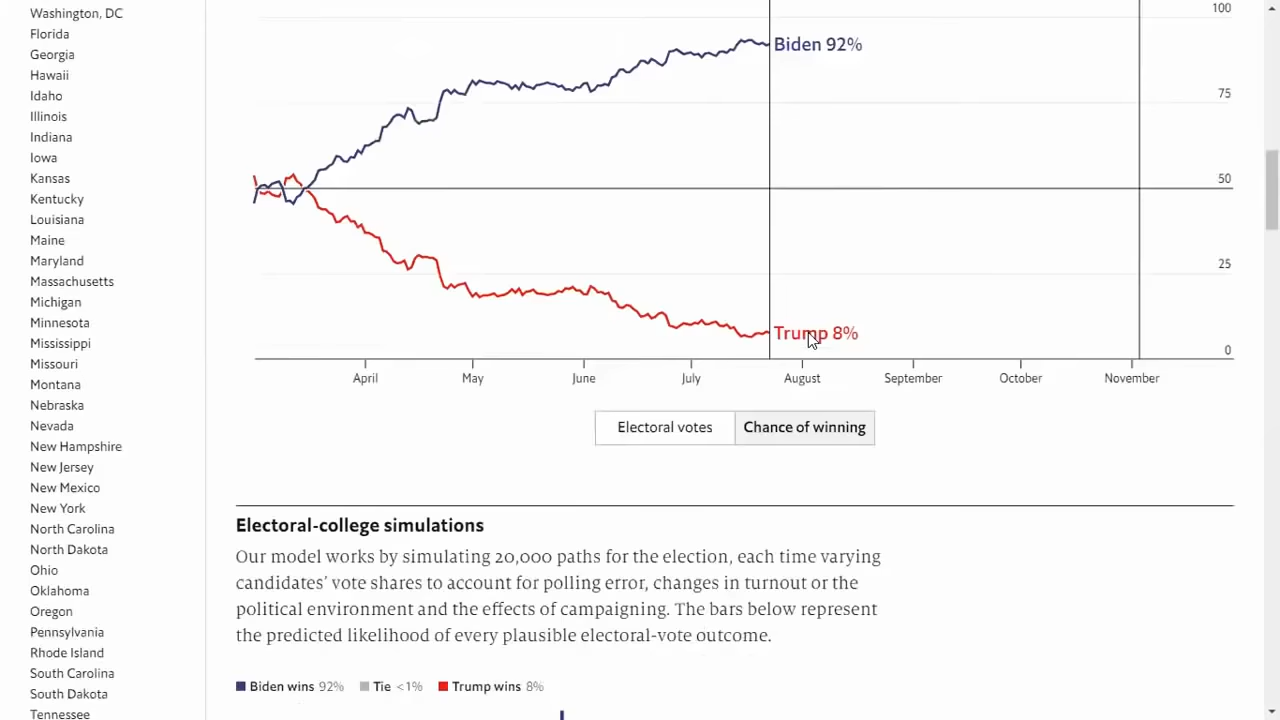 Washington, DC
Florida
Georgia
Hawaii
Idaho
Illinois
Indiana
Iowa
Kansas
Kentucky
Louisiana
Maine
Maryland
Massachusetts
Michigan
Minnesota
Mississippi
Missouri
Montana
Nebraska
Nevada
New Hampshire
New Jersey
New Mexico
New York
North Carolina
North Dakota
Ohio
Oklahoma
Oregon
Pennsylvania
Rhode Island
South Carolina
South Dakota
Tennessee
100
Biden 92%
75
50
25
Trump 8%
0
April May June July August September October November
Electoral votes Chance of winning
Electoral-college simulations
Our model works by simulating 20,000 paths for the election, each time varying
candidates’ vote shares to account for polling error, changes in turnout or the
political environment and the effects of campaigning. The bars below represent
the predicted likelihood of every plausible electoral-vote outcome.
Biden wins 92% Tie <1% Trump wins 8%